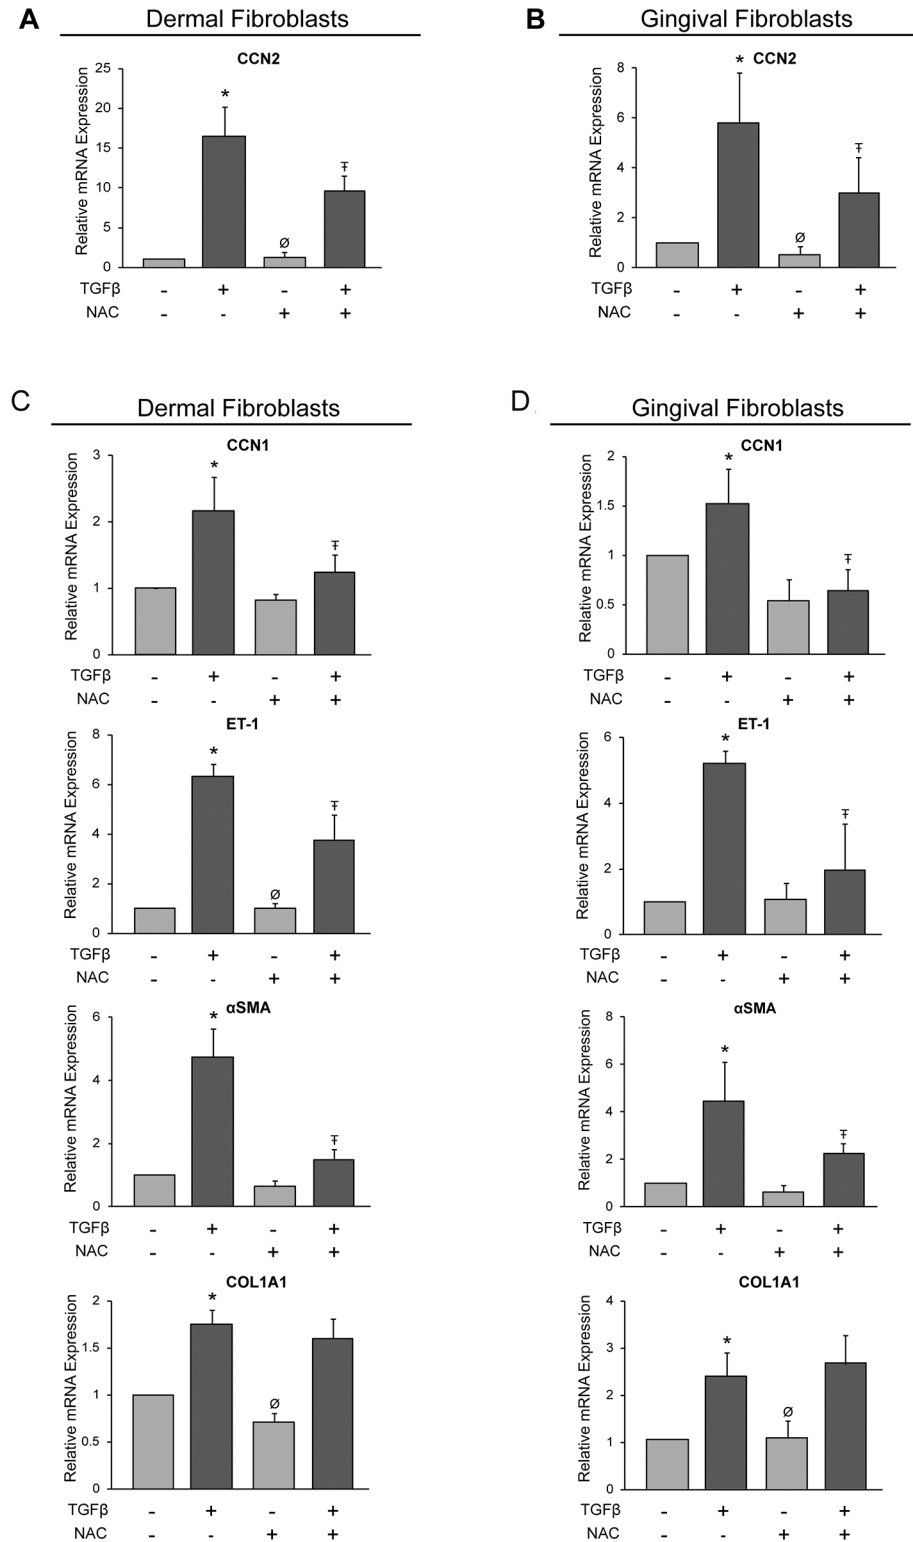 A Dermal Fibroblasts
CCN2
Relative mRNA Expression
25
20
15
10
5
0
*
Ø
Ŧ
TGFβ - + - +
NAC - - + +
B Gingival Fibroblasts
CCN2
Relative mRNA Expression
8
6
4
2
0
*
Ø
Ŧ
TGFβ - + - +
NAC - - + +
C Dermal Fibroblasts
CCN1
Relative mRNA Expression
3
2
1
0
*
Ŧ
TGFβ - + - +
NAC - - + +
ET-1
Relative mRNA Expression
8
6
4
2
0
*
Ø
Ŧ
TGFβ - + - +
NAC - - + +
αSMA
Relative mRNA Expression
6
4
2
0
*
Ŧ
TGFβ - + - +
NAC - - + +
COL1A1
Relative mRNA Expression
2
1.5
1
0.5
0
*
Ø
TGFβ - + - +
NAC - - + +
D Gingival Fibroblasts
CCN1
Relative mRNA Expression
2
1.5
1
0.5
0
*
Ŧ
TGFβ - + - +
NAC - - + +
ET-1
Relative mRNA Expression
6
4
2
0
*
Ŧ
TGFβ - + - +
NAC - - + +
αSMA
Relative mRNA Expression
8
6
4
2
0
*
Ŧ
TGFβ - + - +
NAC - - + +
COL1A1
Relative mRNA Expression
4
3
2
1
0
*
Ø
TGFβ - + - +
NAC - - + +